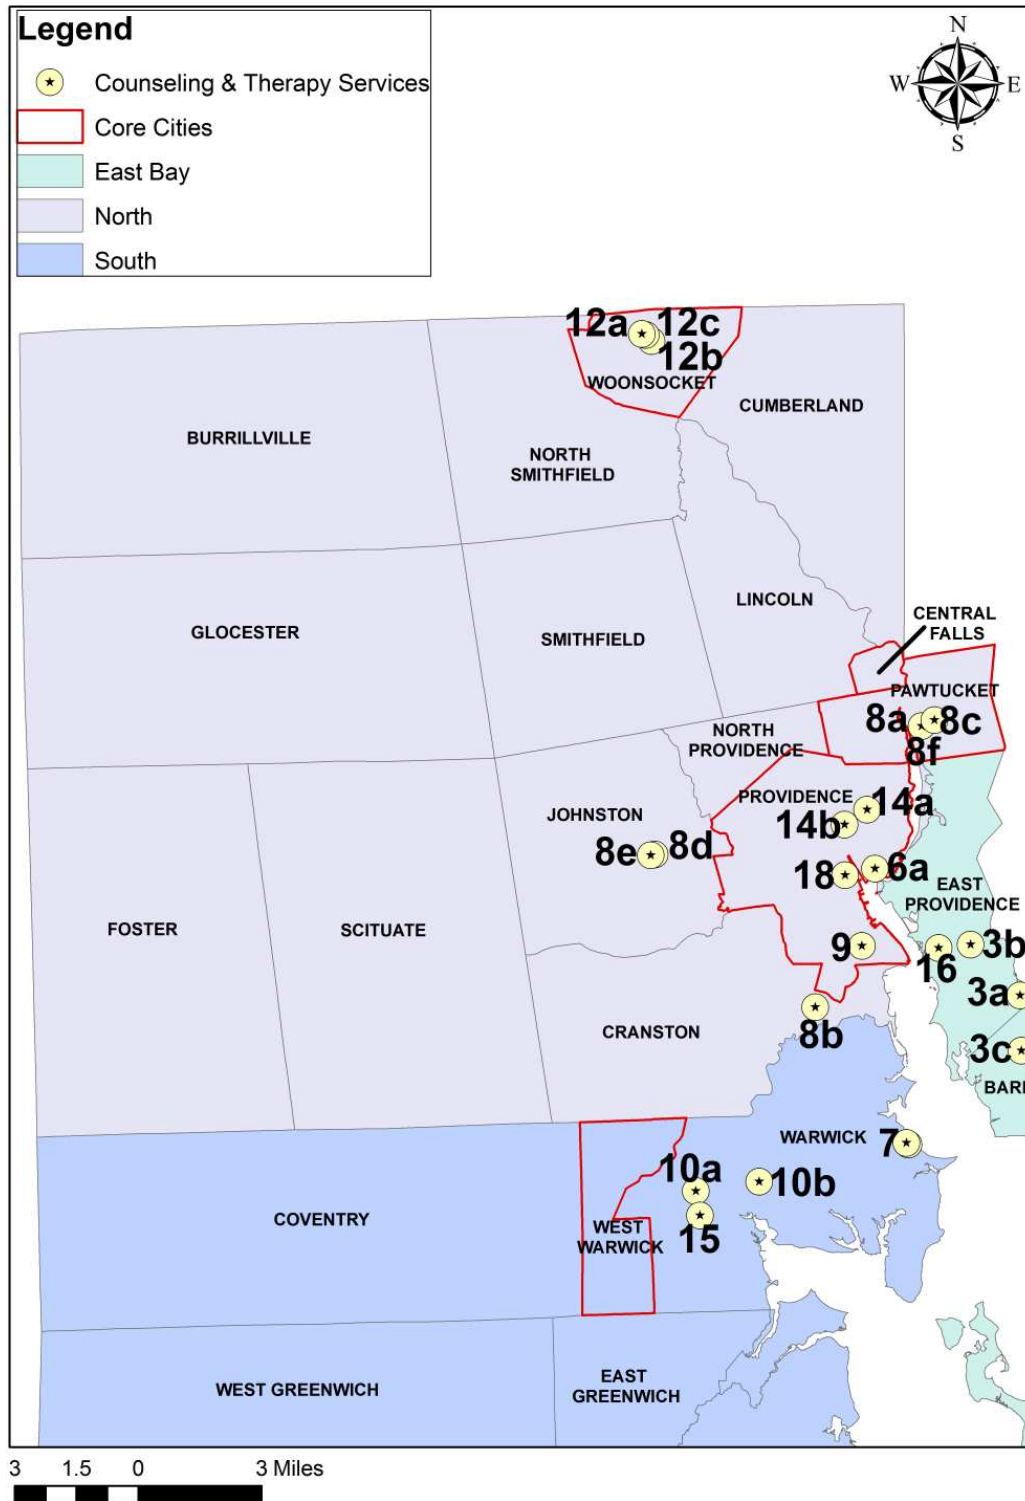 Legend
Counseling & Therapy Services
Core Cities
East Bay
North
South
N
W
E
S
12a
12c
12b
WOONSOCKET
CUMBERLAND
BURRILLVILLE
NORTH
SMITHFIELD
LINCOLN
CENTRAL
FALLS
GLOCESTER
SMITHFIELD
PAWTUCKET
8a
8c
8f
NORTH
PROVIDENCE
PROVIDENCE
14a
14b
JOHNSTON
8e
8d
18
6a
EAST
PROVIDENCE
FOSTER
SCITUATE
9
16
3b
3a
CRANSTON
8b
3c
BARR
WARWICK
7
10a
10b
COVENTRY
WEST
WARWICK
15
WEST GREENWICH
EAST
GREENWICH
3 1.5 0 3 Miles